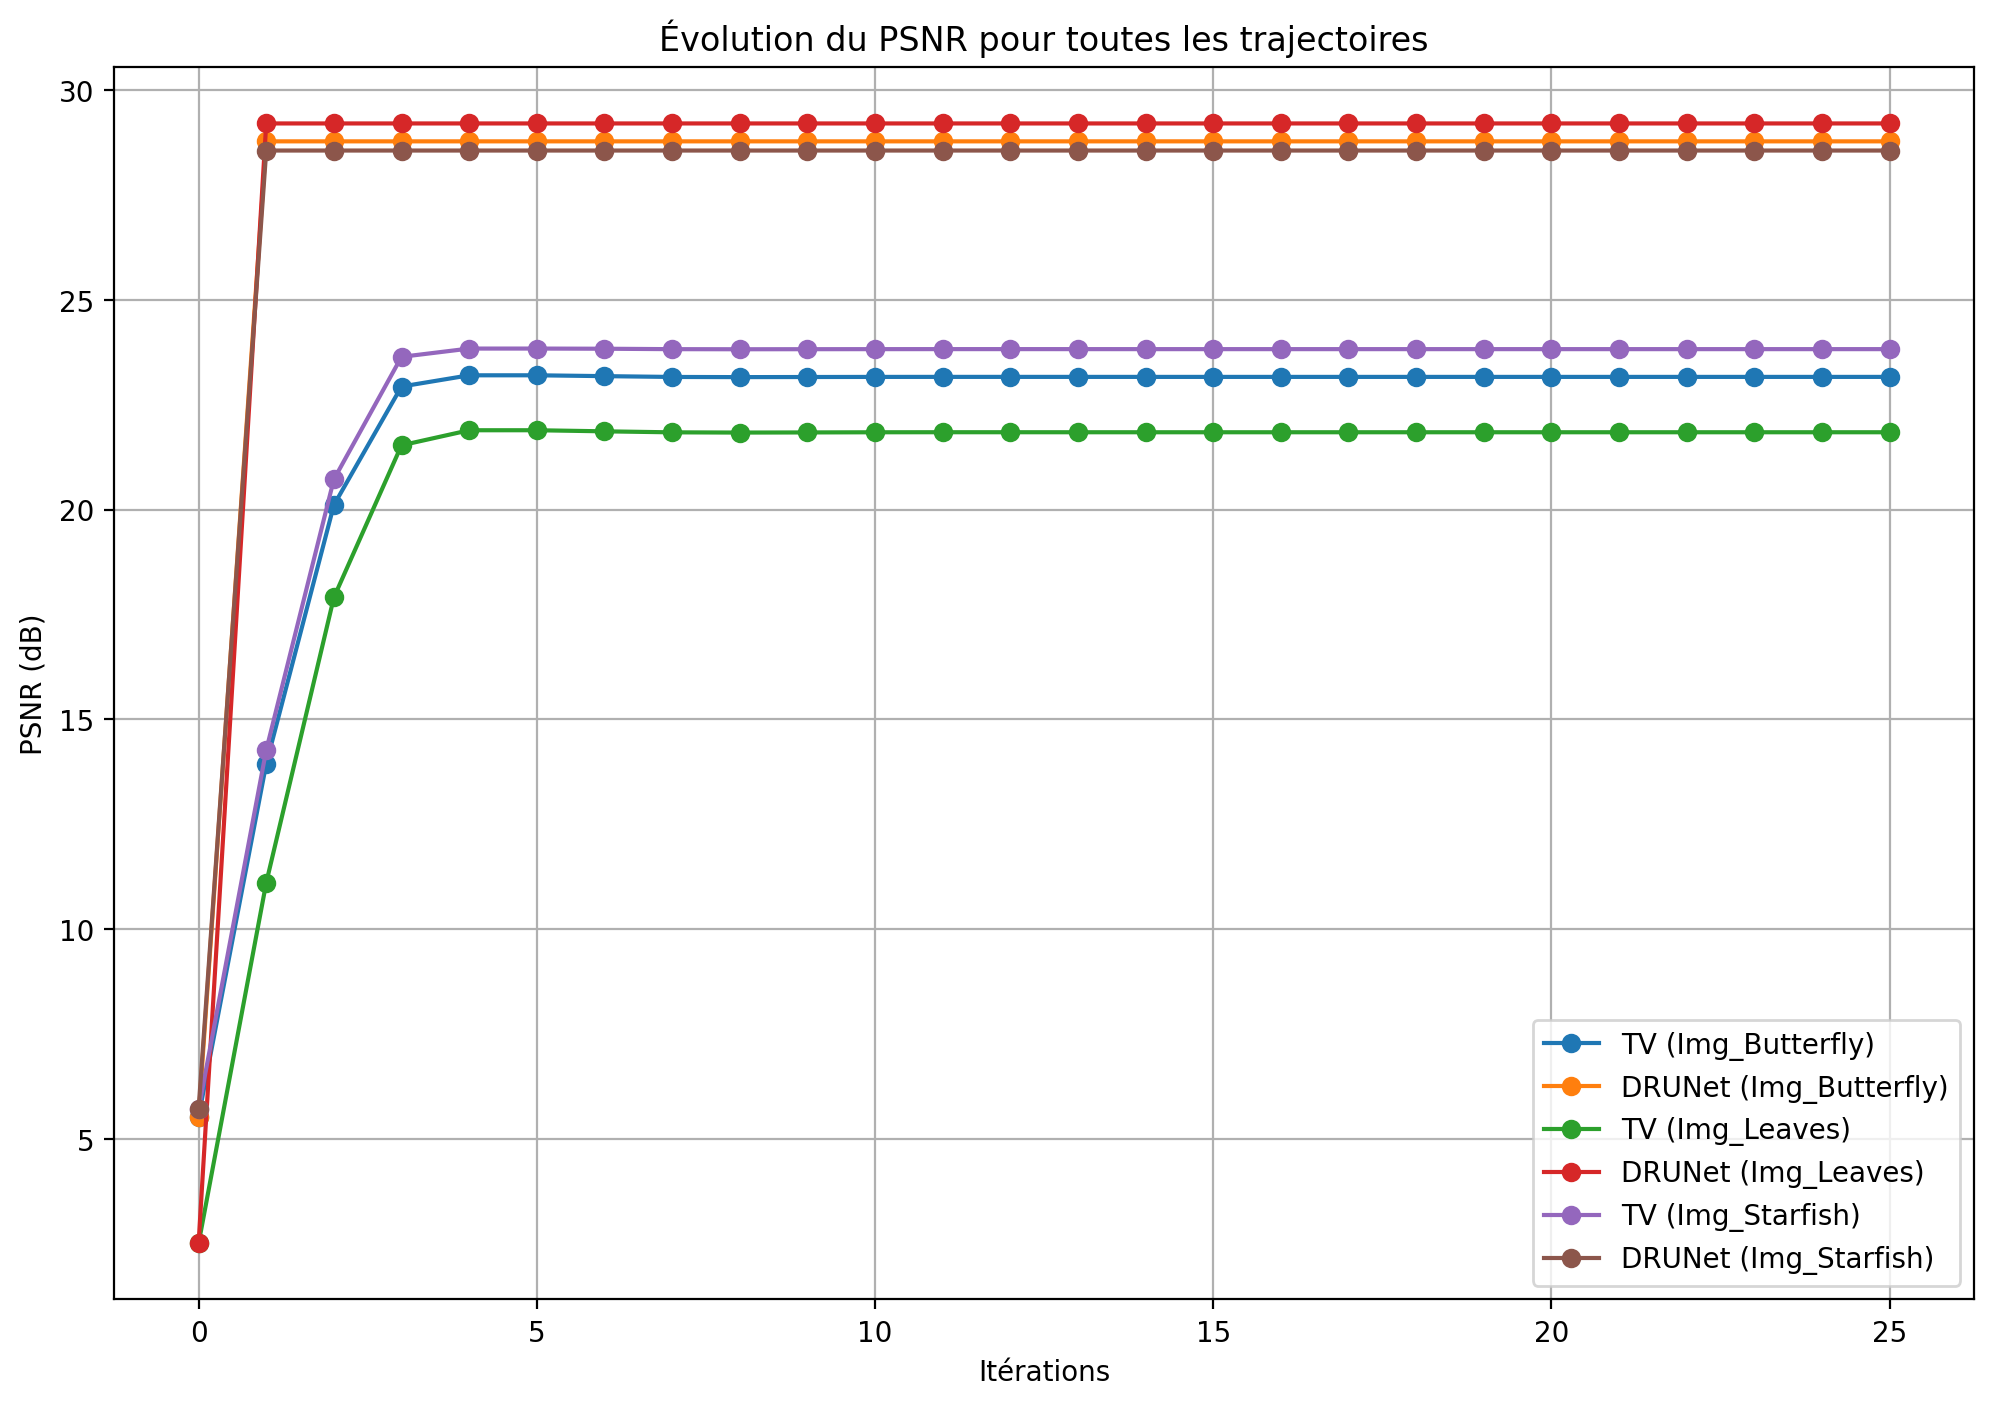 Évolution du PSNR pour toutes les trajectoires
30
25
20
15
10
5
PSNR (dB)
0 5 10 15 20 25
Itérations
TV (Img_Butterfly)
DRUNet (Img_Butterfly)
TV (Img_Leaves)
DRUNet (Img_Leaves)
TV (Img_Starfish)
DRUNet (Img_Starfish)